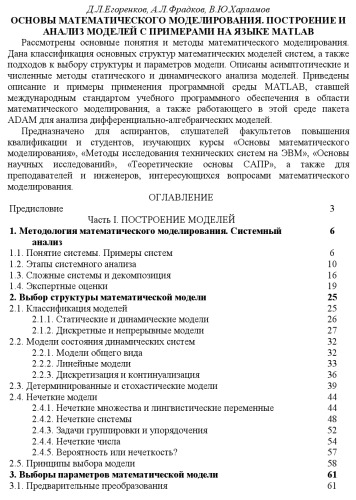 Д.Л.Егоренков, А.Л.Фрадков, В.Ю.Харламов
ОСНОВЫ МАТЕМАТИЧЕСКОГО МОДЕЛИРОВАНИЯ. ПОСТРОЕНИЕ И
АНАЛИЗ МОДЕЛЕЙ С ПРИМЕРАМИ НА ЯЗЫКЕ MATLAB
Рассмотрены основные понятия и методы математического моделирования.
Дана классификация основных структур математических моделей систем, а также
подходов к выбору структуры и параметров модели. Описаны асимптотические и
численные методы статического и динамического анализа моделей. Приведены
описание и примеры применения программной среды MATLAB, ставшей
международным стандартом учебного программного обеспечения в области
математического моделирования, а также работающего в этой среде пакета
ADAM для анализа дифференциально-алгебраических моделей.
Предназначено для аспирантов, слушателей факультетов повышения
квалификации и студентов, изучающих курсы «Основы математического
моделирования», «Методы исследования технических систем на ЭВМ», «Основы
научных исследований», «Теоретические основы САПР», а также для
преподавателей и инженеров, интересующихся вопросами математического
моделирования.
ОГЛАВЛЕНИЕ
Предисловие 3
Часть I. ПОСТРОЕНИЕ МОДЕЛЕЙ
1. Методология математического моделирования. Системный 6
анализ
1.1. Понятие системы. Примеры систем 6
1.2. Этапы системного анализа 10
1.3. Сложные системы и декомпозиция 16
1.4. Экспертные оценки 19
2. Выбор структуры математической модели 25
2.1. Классификация моделей 25
2.1.1. Статические и динамические модели 26
2.1.2. Дискретные и непрерывные модели 27
2.2. Модели состояния динамических систем 32
2.2.1. Модели общего вида 32
2.2.2. Линейные модели 33
2.2.3. Дискретизация и континуализация 36
2.3. Детерминированные и стохастические модели 39
2.4. Нечеткие модели 44
2.4.1. Нечеткие множества и лингвистические переменные 44
2.4.2. Нечеткие системы 48
2.4.3. Задачи группировки и упорядочения 52
2.4.4. Нечеткие числа 54
2.4.5. Вероятность или нечеткость? 57
2.5. Принципы выбора модели 58
3. Выборы параметров математической модели 61
3.1. Предварительные преобразования 61